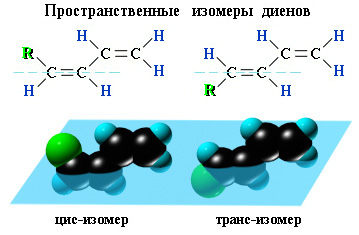 Пространственные изомеры диенов
H H H H
R C=C H C=C
C=C H C=C H
H H R H
цис-изомер транс-изомер